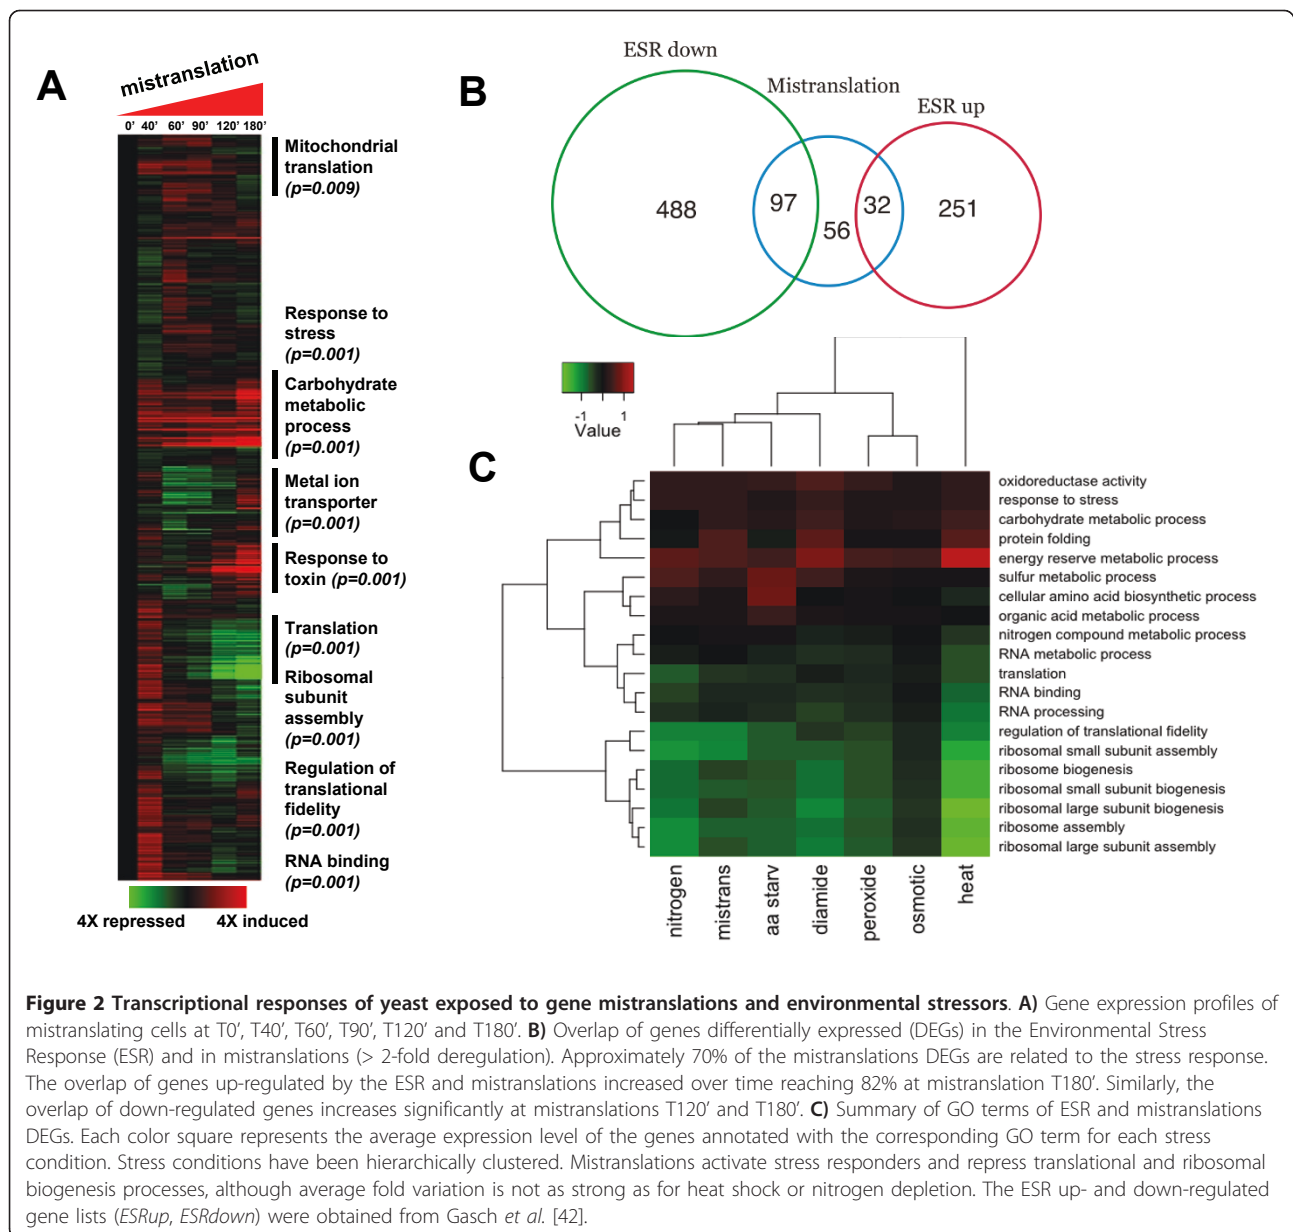 A
mistranslation
0' 40' 60' 90' 120' 180'
Mitochondrial
translation
(p=0.009)
Response to
stress
(p=0.001)
Carbohydrate
metabolic
process
(p=0.001)
Metal ion
transporter
(p=0.001)
Response to
toxin (p=0.001)
Translation
(p=0.001)
Ribosomal
subunit
assembly
(p=0.001)
Regulation of
translational
fidelity
(p=0.001)
RNA binding
(p=0.001)
4X repressed 4X induced
B
ESR down
Mistranslation
ESR up
488 97 56 32 251
-1 1
Value
C
oxidoreductase activity
response to stress
carbohydrate metabolic process
protein folding
energy reserve metabolic process
sulfur metabolic process
cellular amino acid biosynthetic process
organic acid metabolic process
nitrogen compound metabolic process
RNA metabolic process
translation
RNA binding
RNA processing
regulation of translational fidelity
ribosomal small subunit assembly
ribosome biogenesis
ribosomal small subunit biogenesis
ribosomal large subunit biogenesis
ribosome assembly
ribosomal large subunit assembly
nitrogen
mistrans
aa starv
diamide
peroxide
osmotic
heat
Figure 2 Transcriptional responses of yeast exposed to gene mistranslations and environmental stressors. A) Gene expression profiles of
mistranslating cells at T0', T40', T60', T90', T120' and T180'. B) Overlap of genes differentially expressed (DEGs) in the Environmental Stress
Response (ESR) and in mistranslations (> 2-fold deregulation). Approximately 70% of the mistranslations DEGs are related to the stress response.
The overlap of genes up-regulated by the ESR and mistranslations increased over time reaching 82% at mistranslation T180'. Similarly, the
overlap of down-regulated genes increases significantly at mistranslations T120' and T180'. C) Summary of GO terms of ESR and mistranslations
DEGs. Each color square represents the average expression level of the genes annotated with the corresponding GO term for each stress
condition. Stress conditions have been hierarchically clustered. Mistranslations activate stress responders and repress translational and ribosomal
biogenesis processes, although average fold variation is not as strong as for heat shock or nitrogen depletion. The ESR up- and down-regulated
gene lists (ESRup, ESRdown) were obtained from Gasch et al. [42].